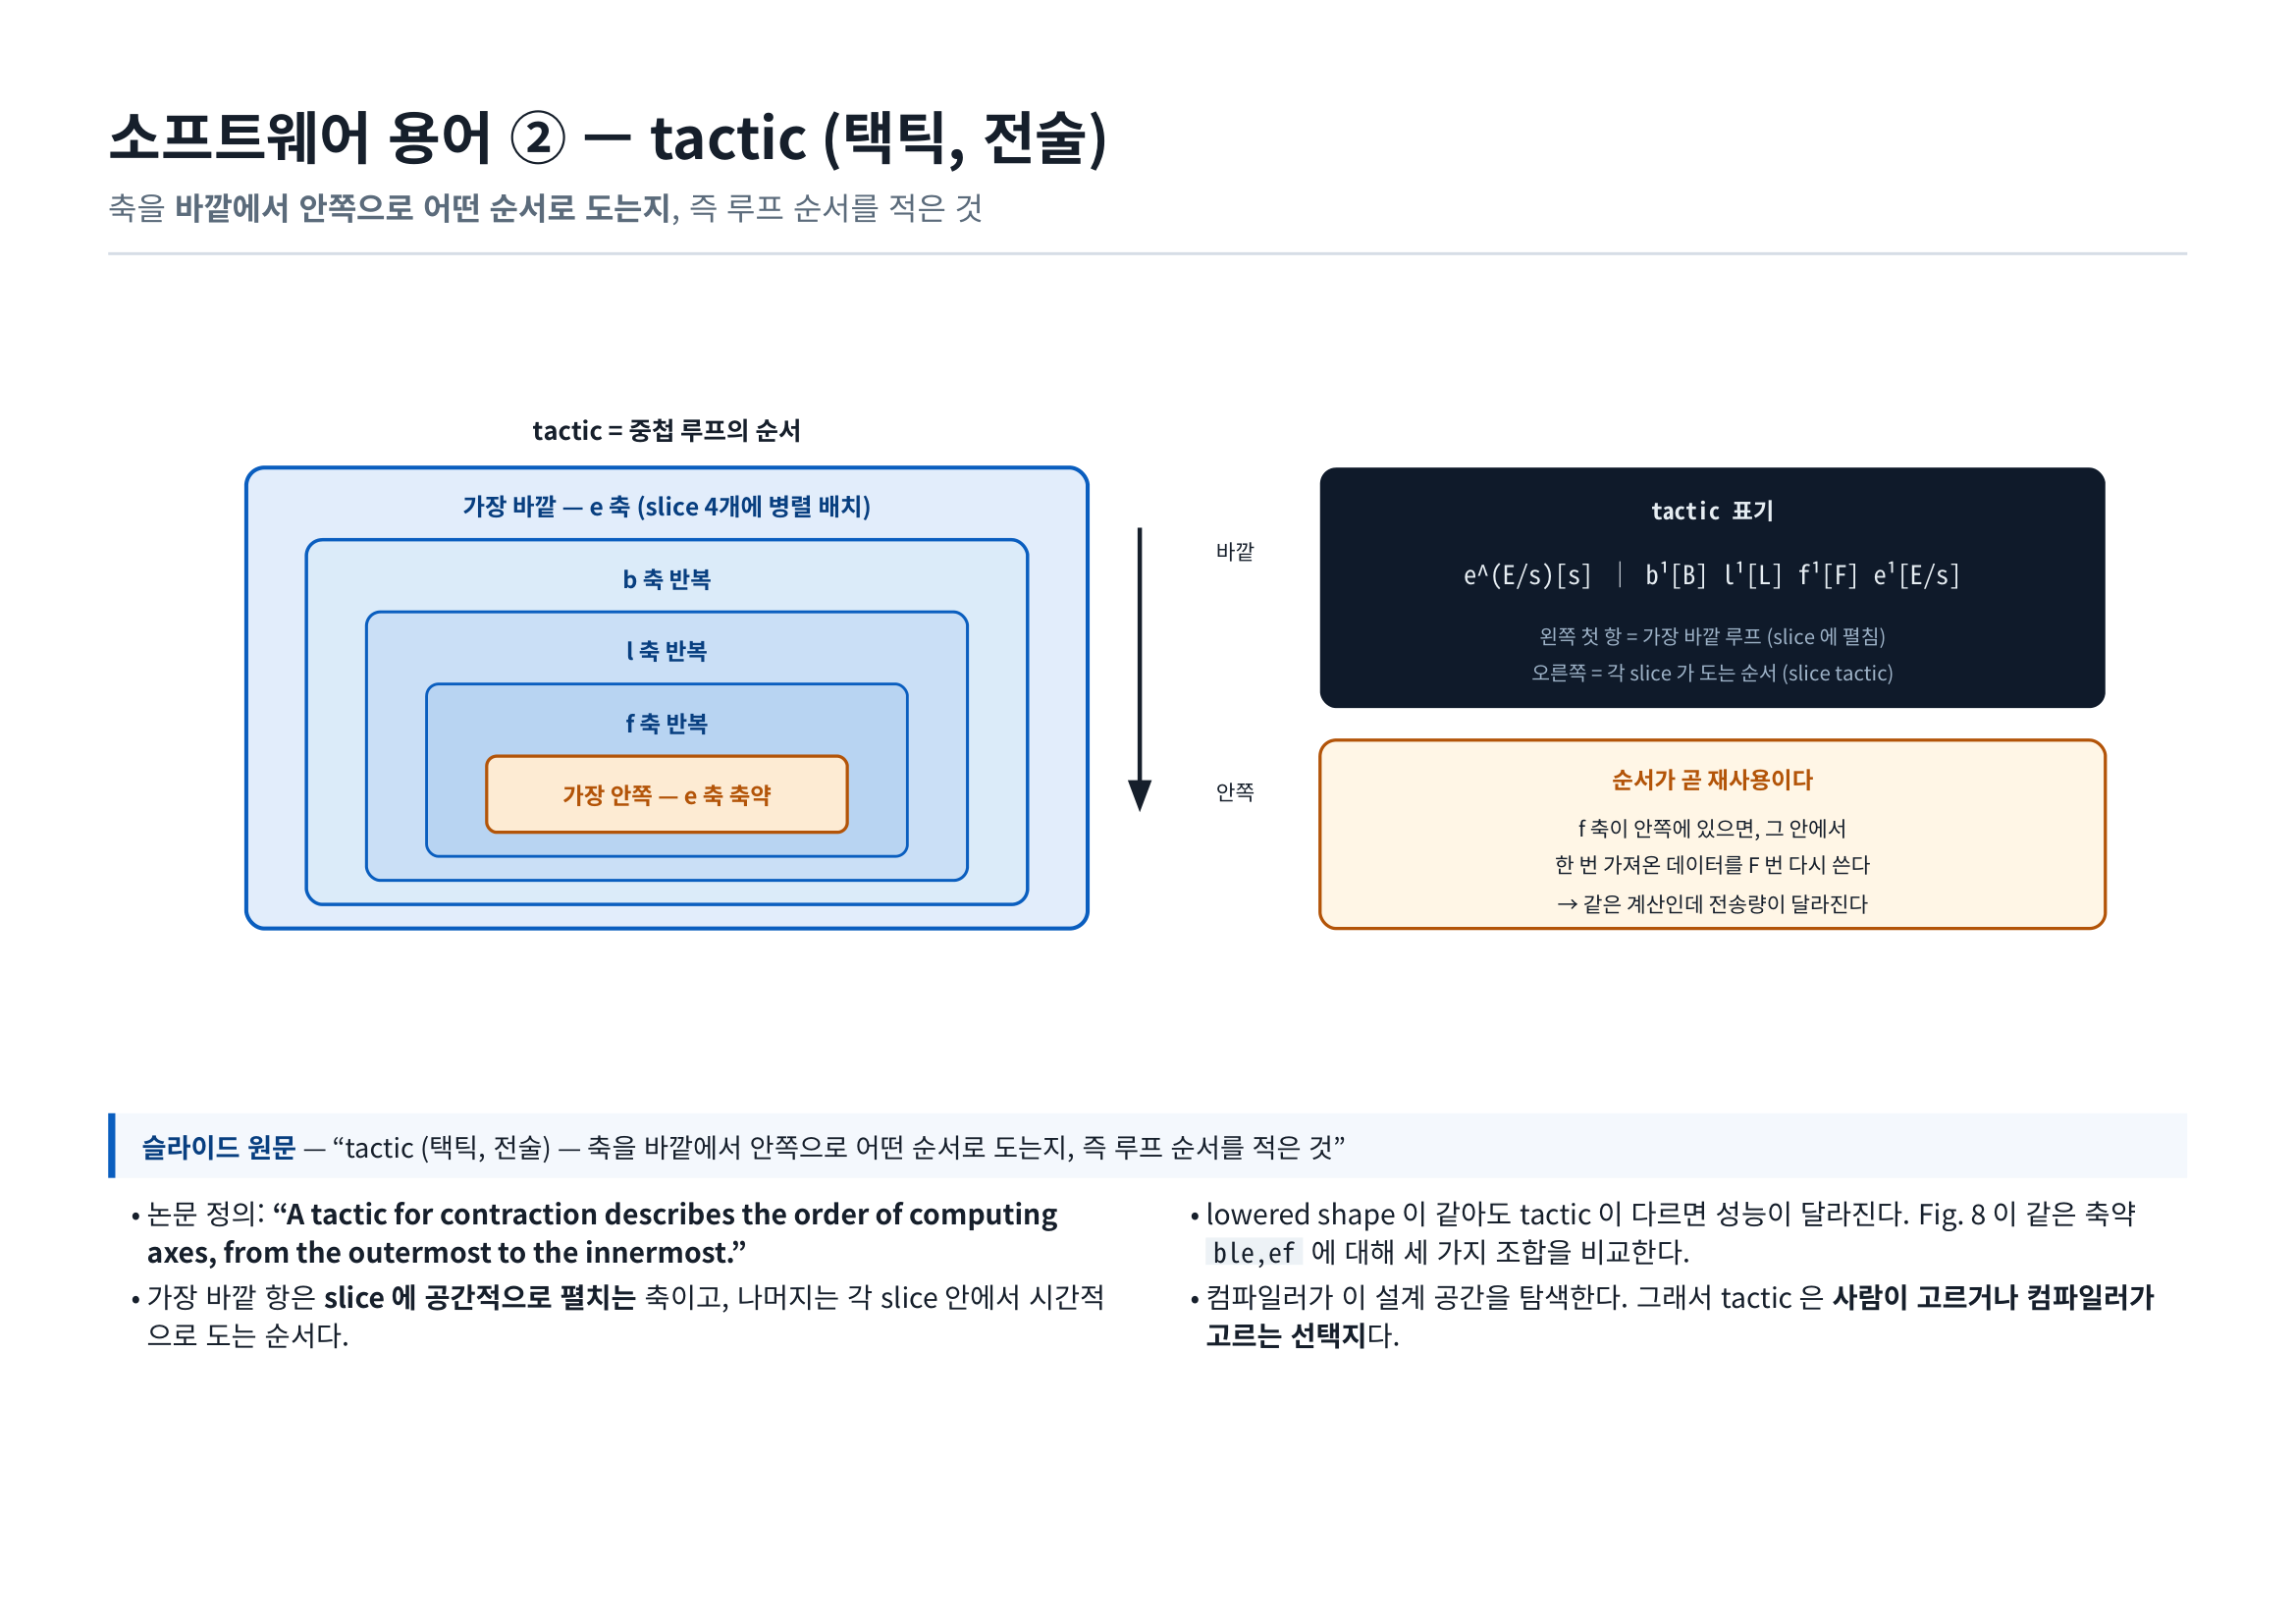 소프트웨어 용어 ② — tactic (택틱, 전술)
축을 바깥에서 안쪽으로 어떤 순서로 도는지, 즉 루프 순서를 적은 것
tactic = 중첩 루프의 순서
가장 바깥 — e 축 (slice 4개에 병렬 배치)
b 축 반복
l 축 반복
f 축 반복
가장 안쪽 — e 축 축약
바깥
안쪽
tactic 표기
e^(E/s)[s] | b¹[B] l¹[L] f¹[F] e¹[E/s]
왼쪽 첫 항 = 가장 바깥 루프 (slice 에 펼침)
오른쪽 = 각 slice 가 도는 순서 (slice tactic)
순서가 곧 재사용이다
f 축이 안쪽에 있으면, 그 안에서
한 번 가져온 데이터를 F 번 다시 쓴다
→ 같은 계산인데 전송량이 달라진다
슬라이드 원문 — “tactic (택틱, 전술) — 축을 바깥에서 안쪽으로 어떤 순서로 도는지, 즉 루프 순서를 적은 것”
• 논문 정의: “A tactic for contraction describes the order of computing
axes, from the outermost to the innermost.”
• 가장 바깥 항은 slice 에 공간적으로 펼치는 축이고, 나머지는 각 slice 안에서 시간적
으로 도는 순서다.
• lowered shape 이 같아도 tactic 이 다르면 성능이 달라진다. Fig. 8 이 같은 축약
ble,ef 에 대해 세 가지 조합을 비교한다.
• 컴파일러가 이 설계 공간을 탐색한다. 그래서 tactic 은 사람이 고르거나 컴파일러가
고르는 선택지다.